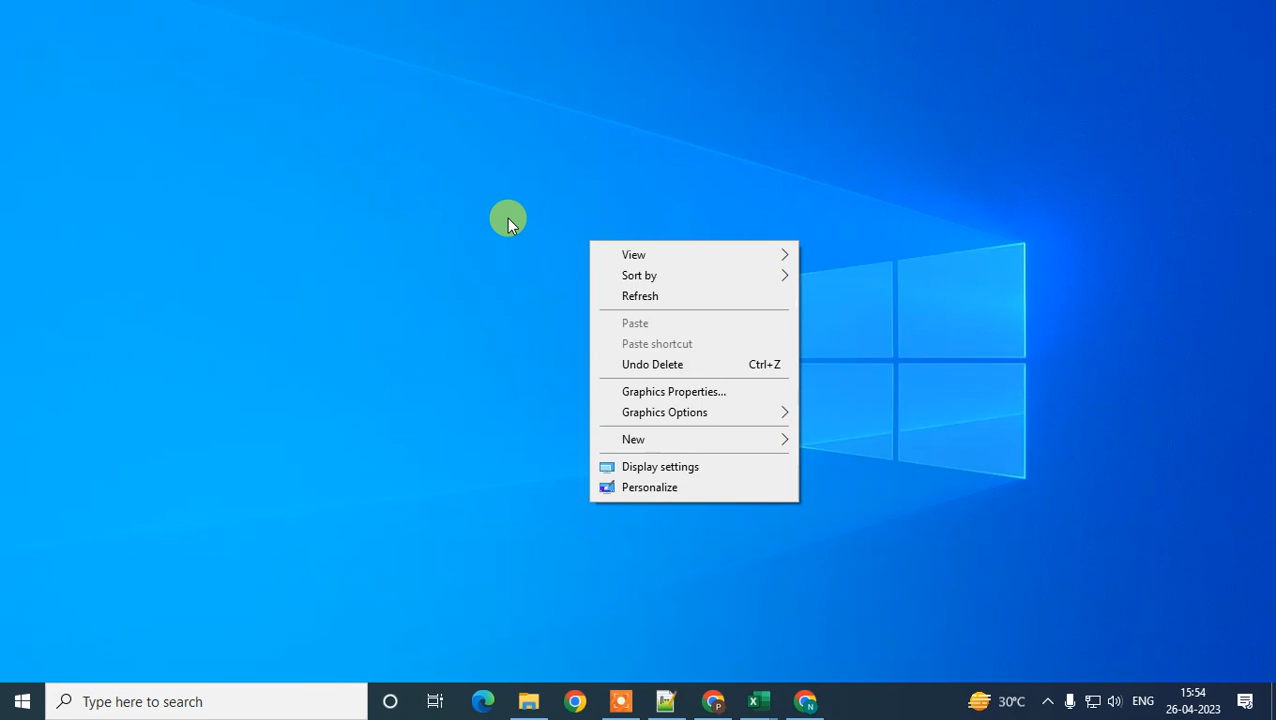 View
Sort by
Refresh
Paste
Paste shortcut
Undo Delete Ctrl+Z
Graphics Properties...
Graphics Options
New
Display settings
Personalize
Type here to search
P
N
30°C
ENG
15:54
26-04-2023